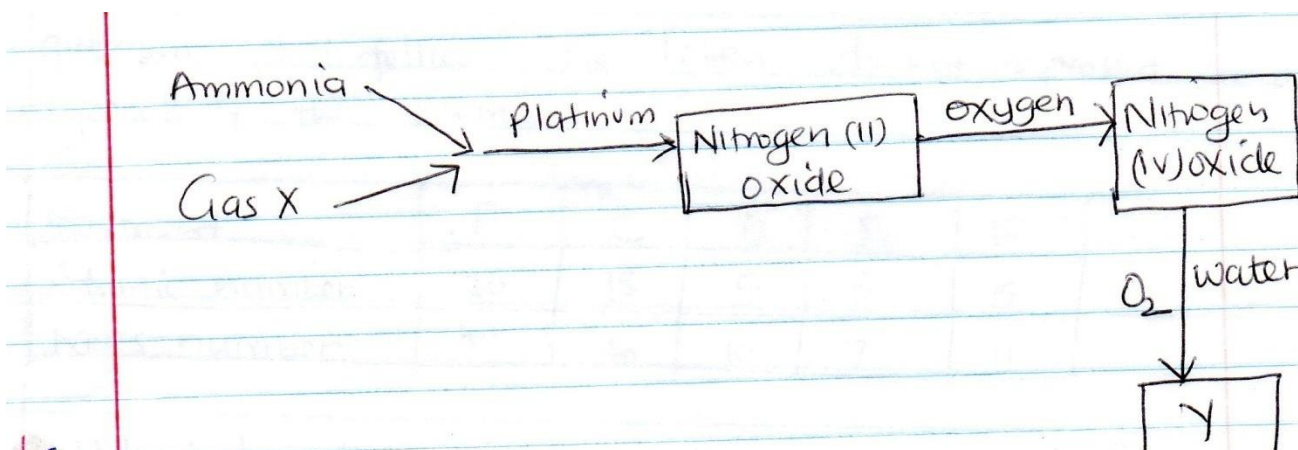 Ammonia
Gas X
Platinum
Nitrogen (II)
oxide
oxygen
Nitrogen
(IV)oxide
O2
water
Y